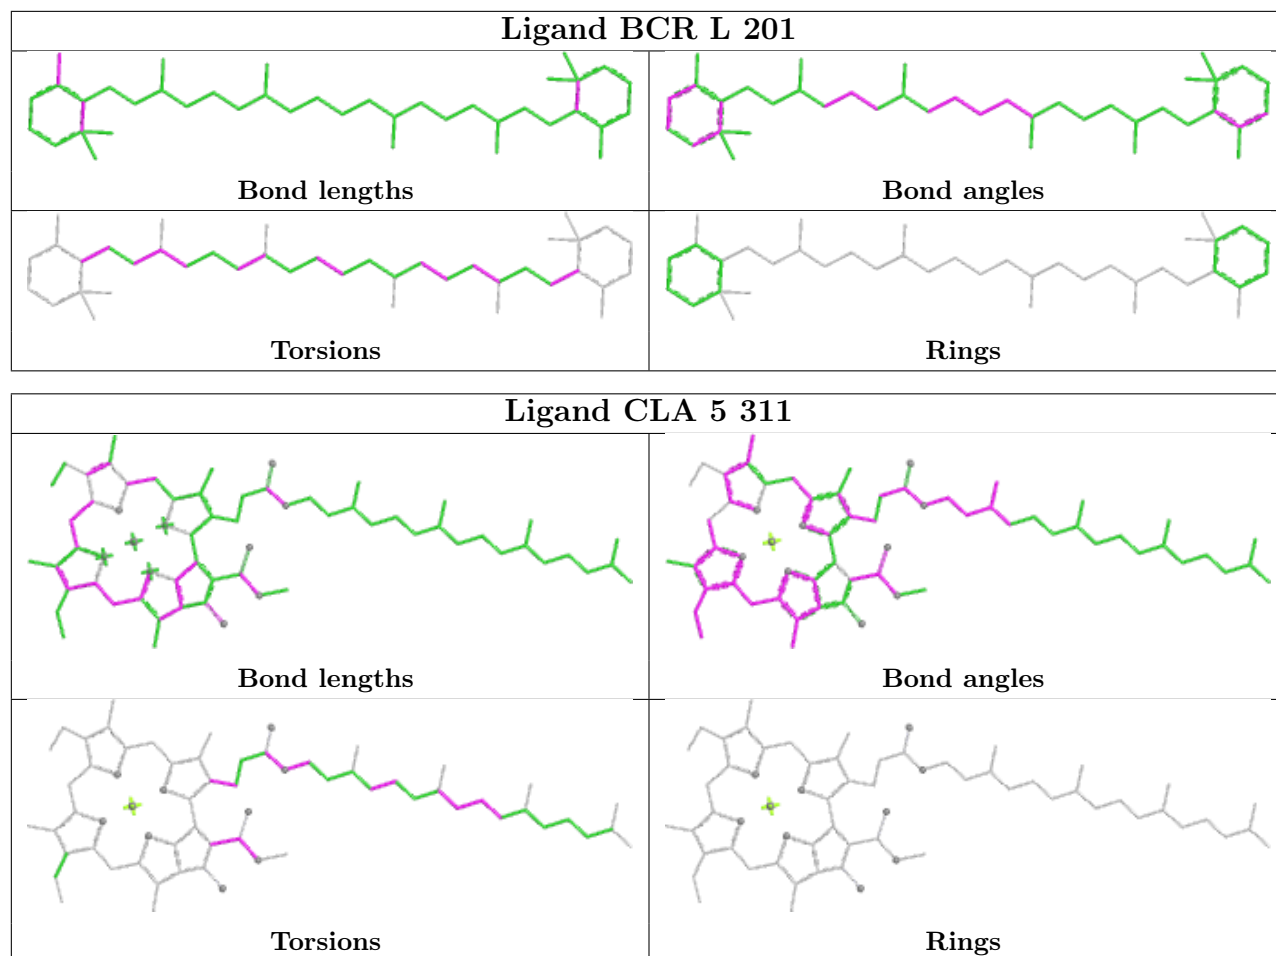 Ligand BCR L 201
Bond lengths
Bond angles
Torsions
Rings
Ligand CLA 5 311
Bond lengths
Bond angles
Torsions
Rings